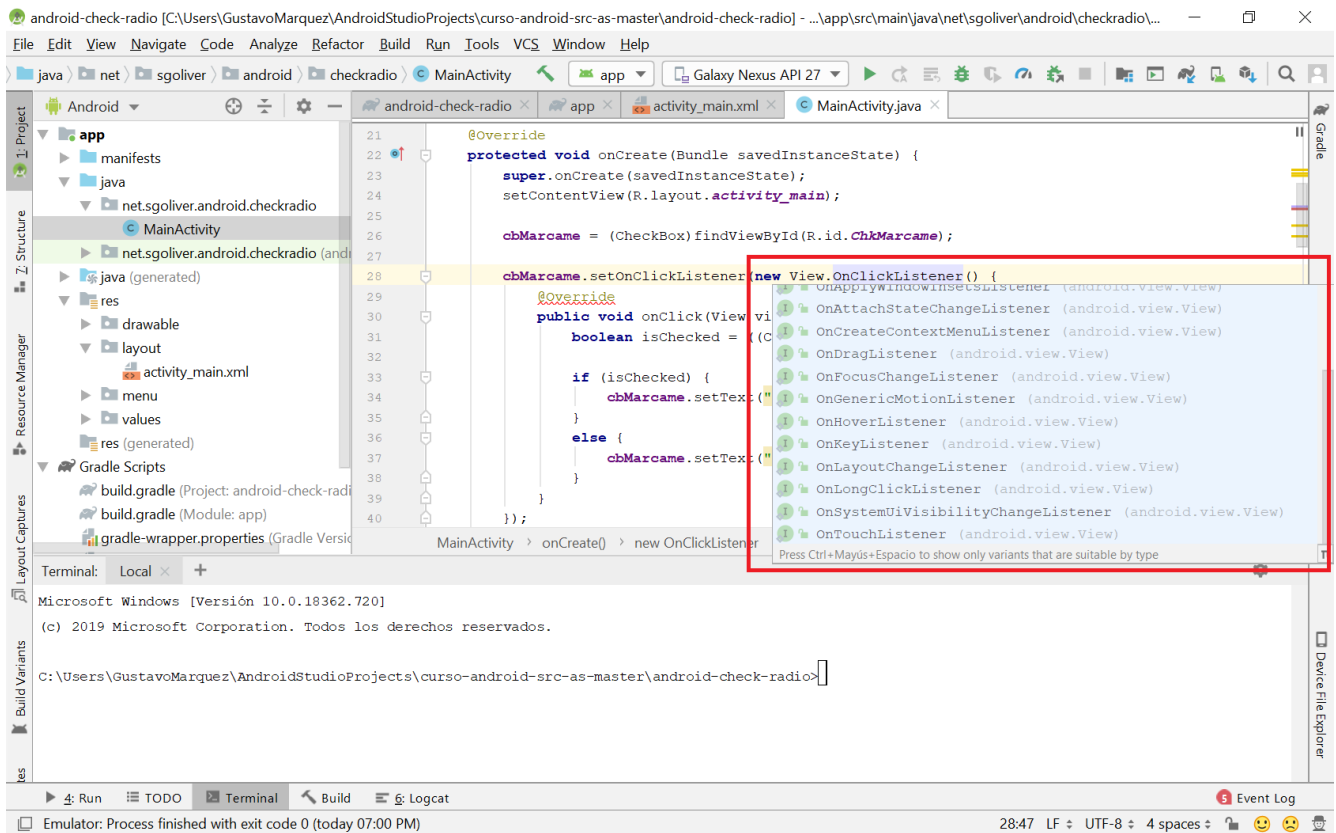 android-check-radio [C:\Users\GustavoMarquez\AndroidStudioProjects\curso-android-src-as-master\android-check-radio] - ...\app\src\main\java\net\sgoliver\android\checkradio\...
File Edit View Navigate Code Analyze Refactor Build Run Tools VCS Window Help
java net sgoliver android checkradio MainActivity app Galaxy Nexus API 27
Android android-check-radio app activity_main.xml MainActivity.java
1: Project
Z: Structure
Resource Manager
Layout Captures
Build Variants
app
manifests
java
net.sgoliver.android.checkradio
MainActivity
net.sgoliver.android.checkradio (and
java (generated)
res
drawable
layout
activity_main.xml
menu
values
res (generated)
Gradle Scripts
build.gradle (Project: android-check-radi
build.gradle (Module: app)
gradle-wrapper.properties (Gradle Versic
21 @Override
22 protected void onCreate(Bundle savedInstanceState) {
23 super.onCreate(savedInstanceState);
24 setContentView(R.layout.activity_main);
25
26 cbMarcame = (CheckBox)findViewById(R.id.ChkMarcame);
27
28 cbMarcame.setOnClickListener(new View.OnClickListener() {
29 @Override
30 public void onClick(View vi
31 boolean isChecked = ((C
32
33 if (isChecked) {
34 cbMarcame.setText("
35 }
36 else {
37 cbMarcame.setText("
38 }
39 }
40 });
OnApplyWindowInsetsListener (android.view.View)
OnAttachStateChangeListener (android.view.View)
OnCreateContextMenuListener (android.view.View)
OnDragListener (android.view.View)
OnFocusChangeListener (android.view.View)
OnGenericMotionListener (android.view.View)
OnHoverListener (android.view.View)
OnKeyListener (android.view.View)
OnLayoutChangeListener (android.view.View)
OnLongClickListener (android.view.View)
OnSystemUiVisibilityChangeListener (android.view.View)
OnTouchListener (android.view.View)
Press Ctrl+Mayús+Espacio to show only variants that are suitable by type
MainActivity › onCreate() › new OnClickListener
Gradle
Device File Explorer
Terminal: Local +
Microsoft Windows [Versión 10.0.18362.720]
(c) 2019 Microsoft Corporation. Todos los derechos reservados.
C:\Users\GustavoMarquez\AndroidStudioProjects\curso-android-src-as-master\android-check-radio>
4: Run TODO Terminal Build 6: Logcat 5 Event Log
Emulator: Process finished with exit code 0 (today 07:00 PM) 28:47 LF UTF-8 4 spaces